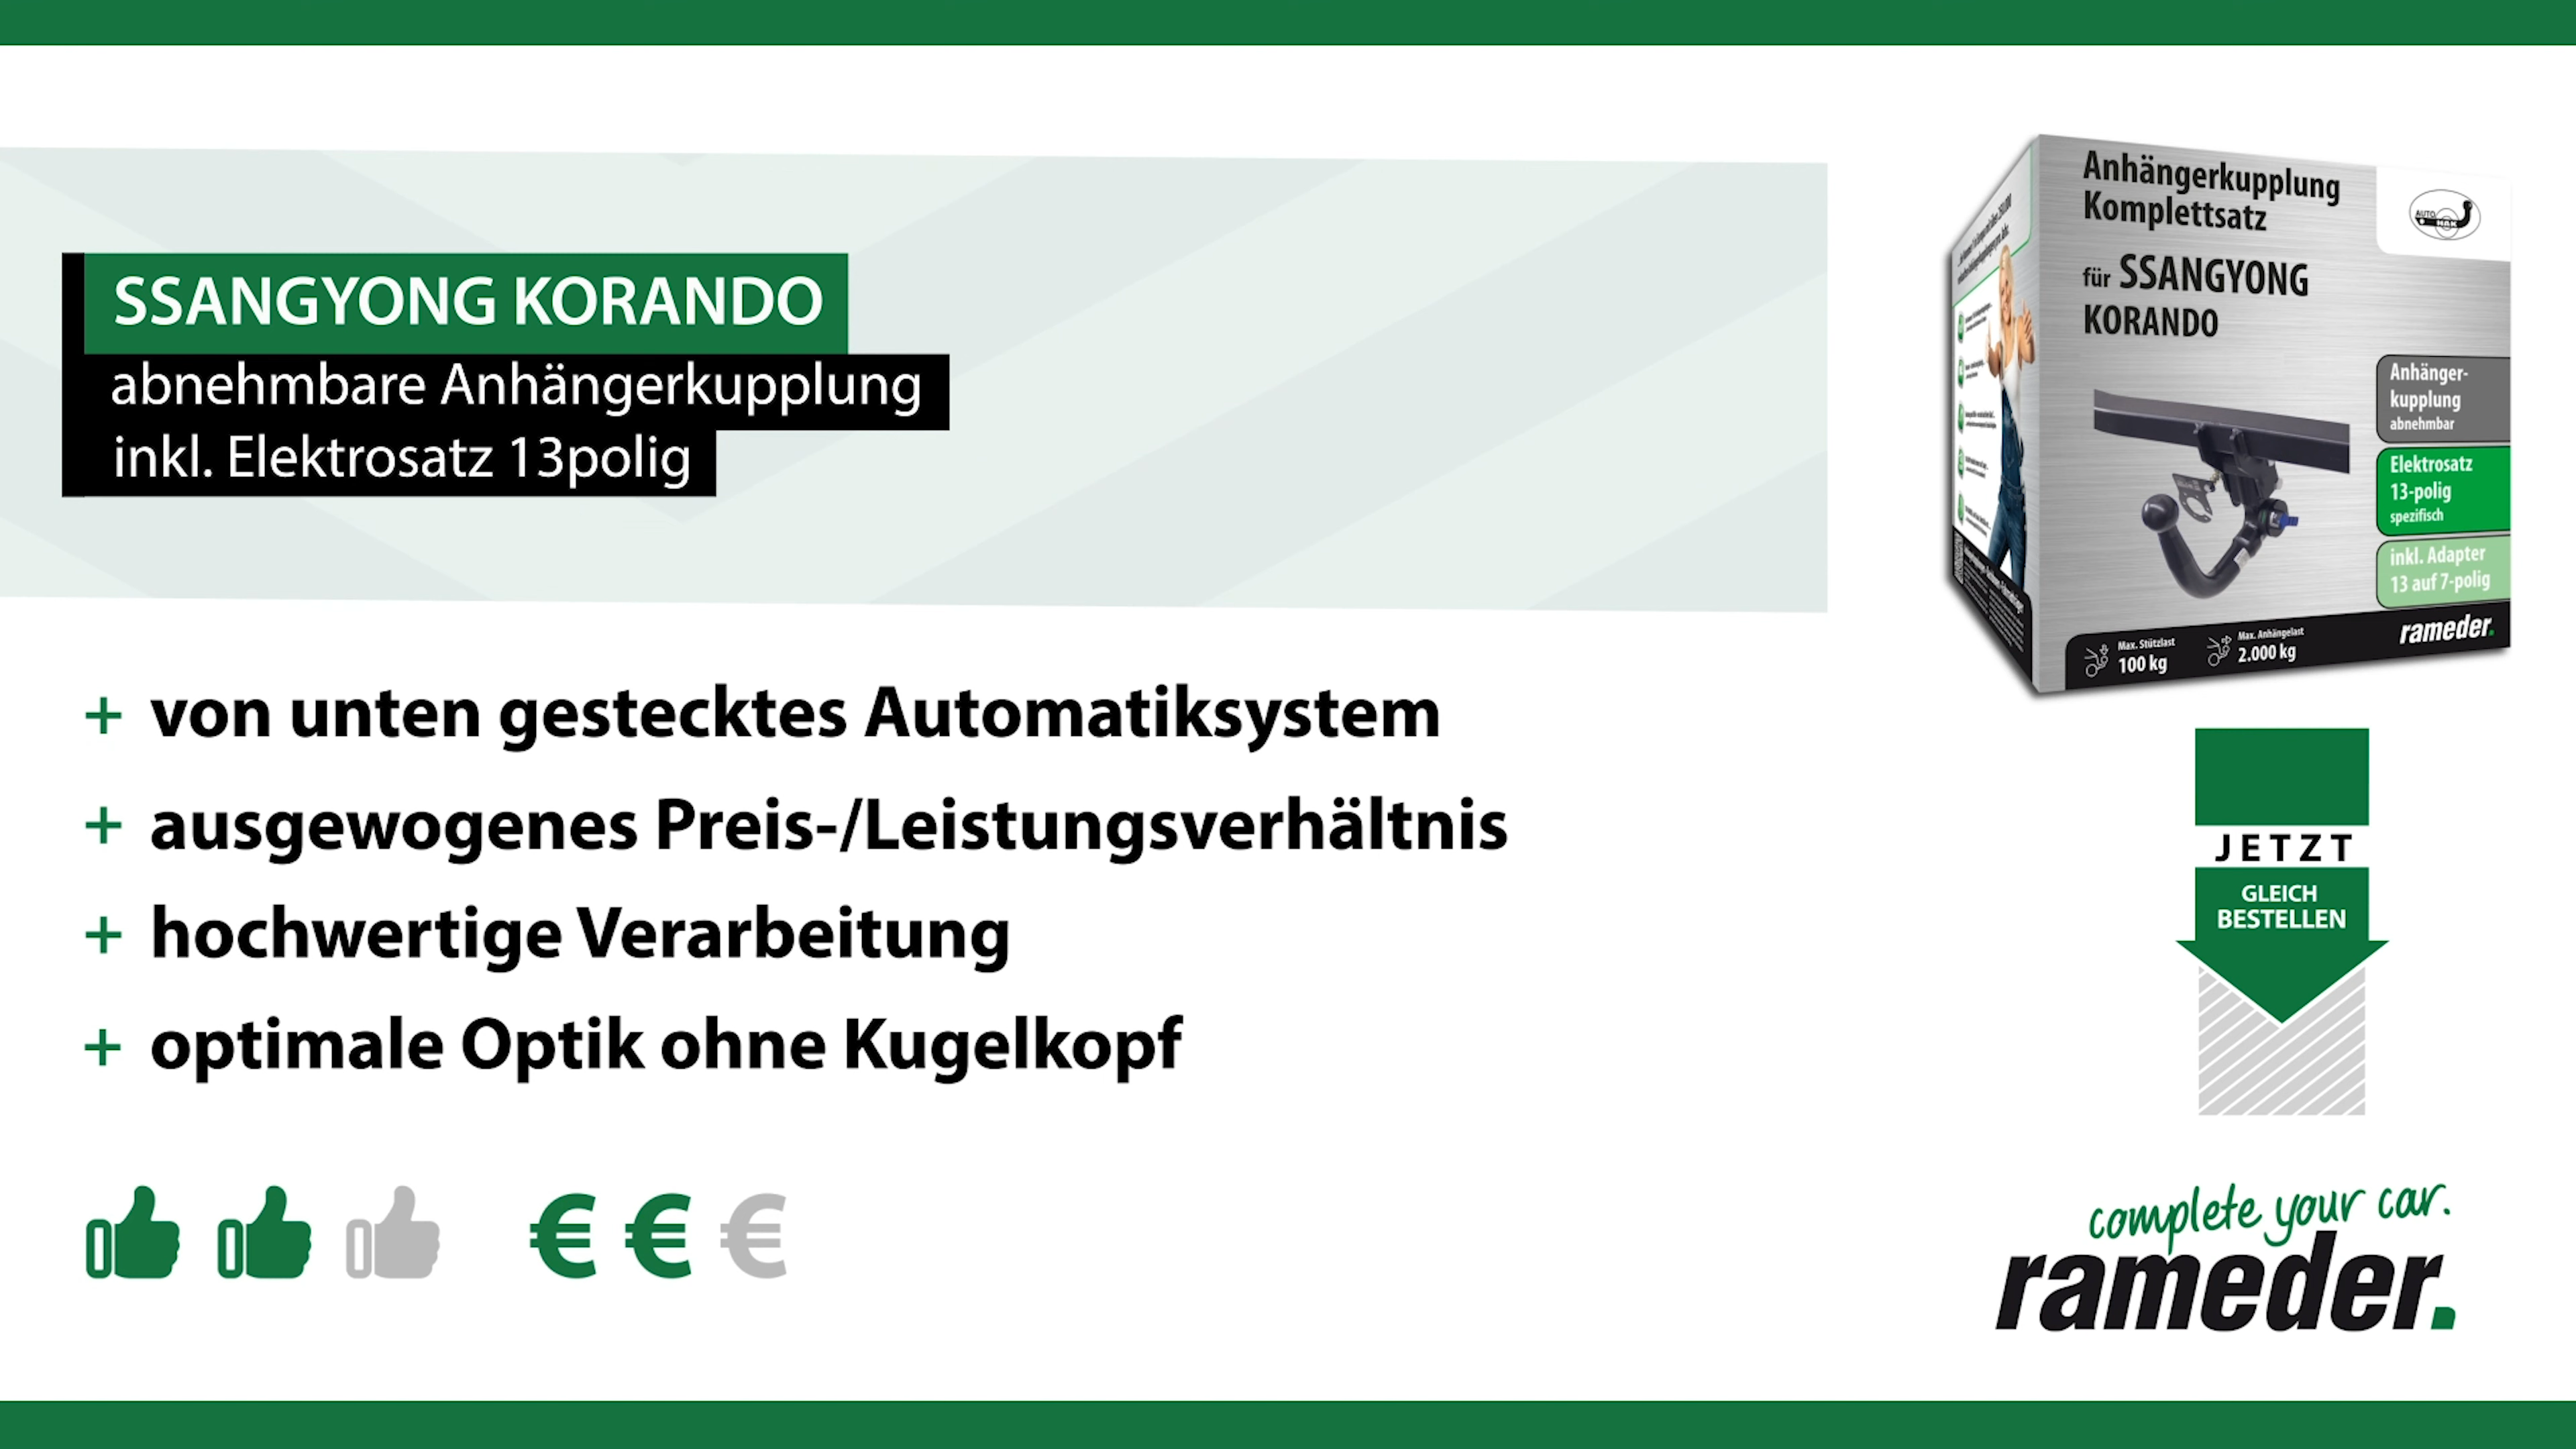 SSANGYONG KORANDO
abnehmbare Anhängerkupplung
inkl. Elektrosatz 13polig
+ von unten gestecktes Automatiksystem
+ ausgewogenes Preis-/Leistungsverhältnis
+ hochwertige Verarbeitung
+ optimale Optik ohne Kugelkopf
€ € €
Anhängerkupplung
Komplettsatz
für SSANGYONG
KORANDO
AUTO
HAK
Anhänger-
kupplung
abnehmbar
Elektrosatz
13-polig
spezifisch
inkl. Adapter
13 auf 7-polig
Max. Stützlast
100 kg
Max. Anhängelast
2.000 kg
rameder.
JETZT
GLEICH
BESTELLEN
complete your car.
rameder.